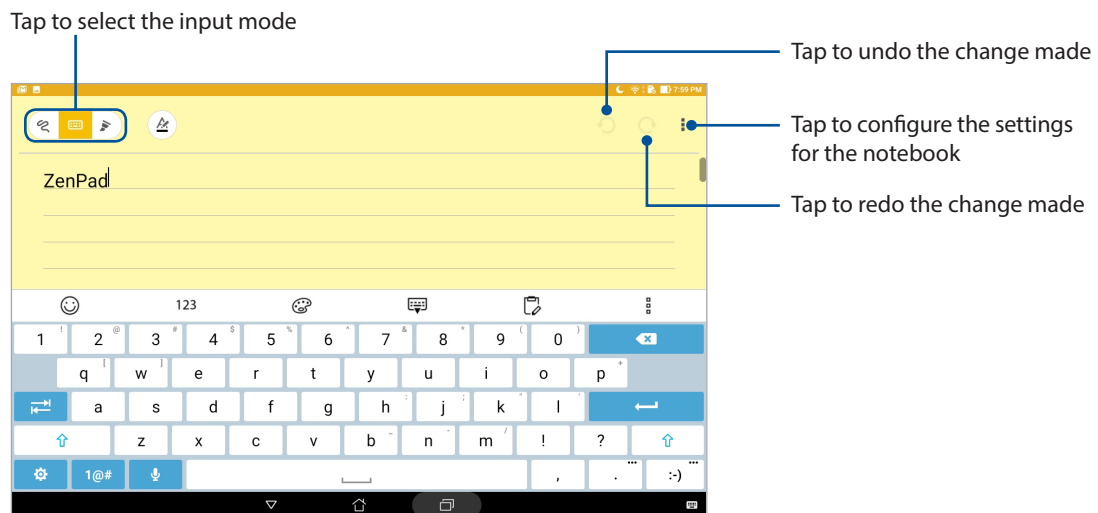 Tap to select the input mode
Tap to undo the change made
7:59 PM
Tap to configure the settings
for the notebook
ZenPad
Tap to redo the change made
123
1 ! 2 @ 3 # 4 $ 5 % 6 ^ 7 & 8 * 9 ( 0 )
q [ w ] e r t y u i o p +
a s d f g h : j ; k " l '
z x c v b ~ n - m / ! ?
1@# , . ... :-) ...